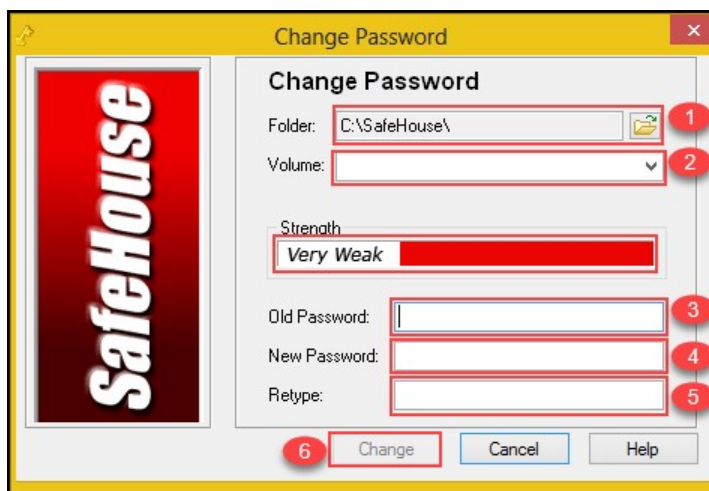 Change Password
SafeHouse
Change Password
Folder: C:\SafeHouse\ 1
Volume: 2
Strength
Very Weak
Old Password: 3
New Password: 4
Retype: 5
6 Change Cancel Help